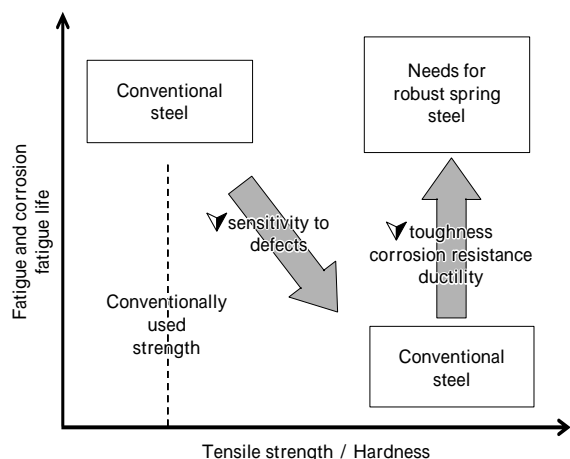 Fatigue and corrosion
fatigue life
Conventional
steel
Needs for
robust spring
steel
sensitivity to
defects
toughness
corrosion resistance
ductility
Conventionally
used
strength
Conventional
steel
Tensile strength / Hardness